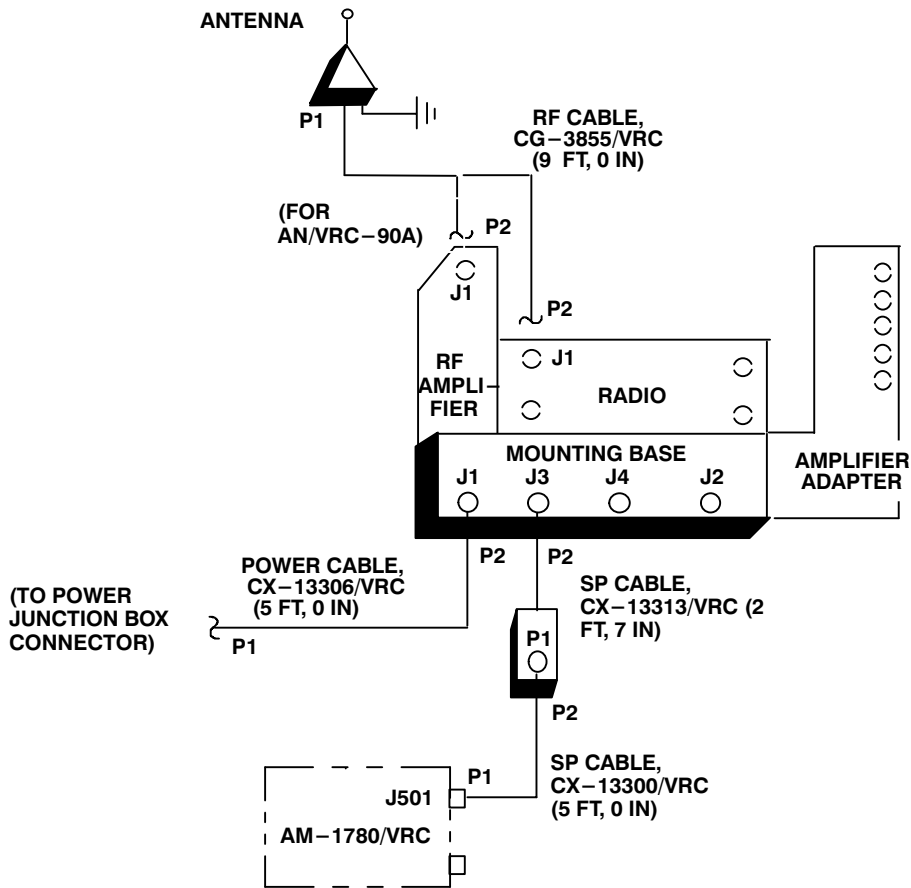 ANTENNA
P1
RF CABLE,
CG–3855/VRC
(9 FT, 0 IN)
(FOR
AN/VRC–90A)
P2
J1
P2
J1
RF
AMPLI–
FIER
RADIO
MOUNTING BASE
J1
J3
J4
J2
AMPLIFIER
ADAPTER
P2
P2
POWER CABLE,
CX–13306/VRC
(5 FT, 0 IN)
(TO POWER
JUNCTION BOX
CONNECTOR)
P1
SP CABLE,
CX–13313/VRC (2
FT, 7 IN)
P1
P2
SP CABLE,
CX–13300/VRC
(5 FT, 0 IN)
P1
J501
AM–1780/VRC